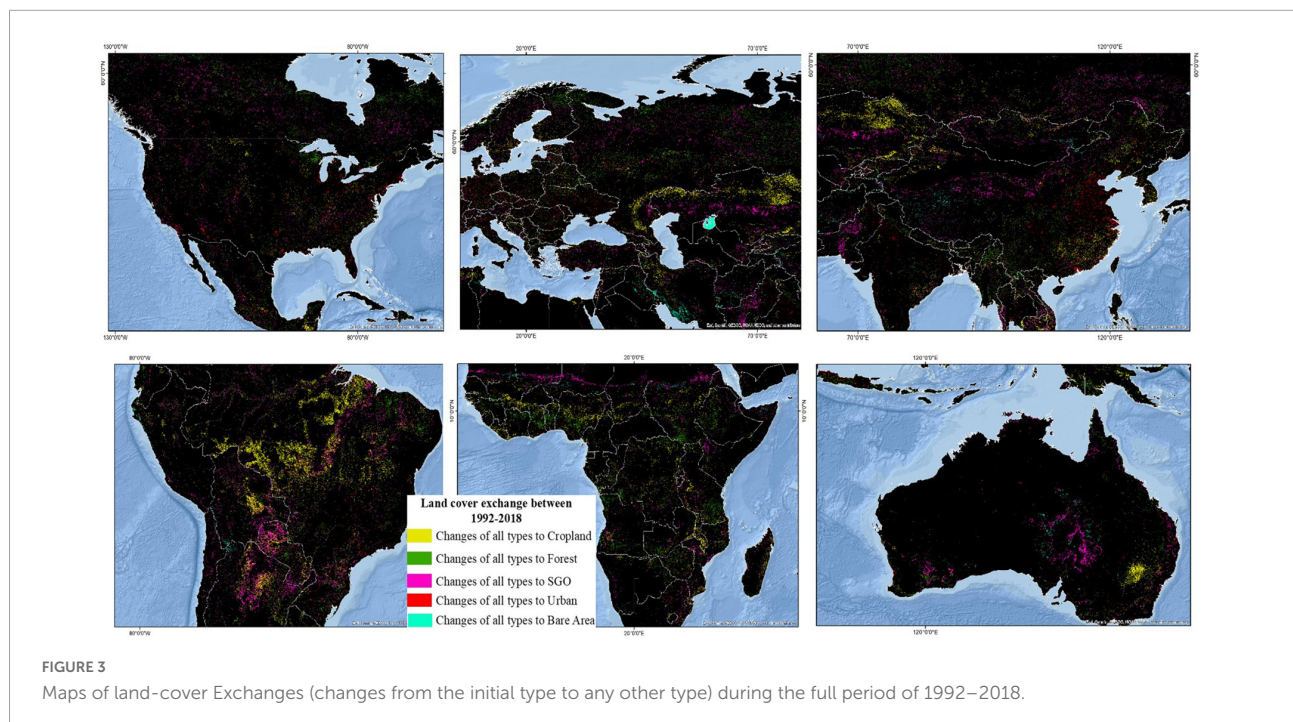 130°0'0"W
80°0'0"W
20°0'0"E
70°0'0"E
70°0'0"E
120°0'0"E
60°0'0"N
60°0'0"N
60°0'0"N
130°0'0"W
80°0'0"W
20°0'0"E
70°0'0"E
70°0'0"E
120°0'0"E
80°0'0"W
20°0'0"E
120°0'0"E
10°0'0"N
10°0'0"N
Land cover exchange between
1992-2018
Changes of all types to Cropland
Changes of all types to Forest
Changes of all types to SGO
Changes of all types to Urban
Changes of all types to Bare Area
80°0'0"W
20°0'0"E
120°0'0"E
FIGURE 3
Maps of land-cover Exchanges (changes from the initial type to any other type) during the full period of 1992–2018.